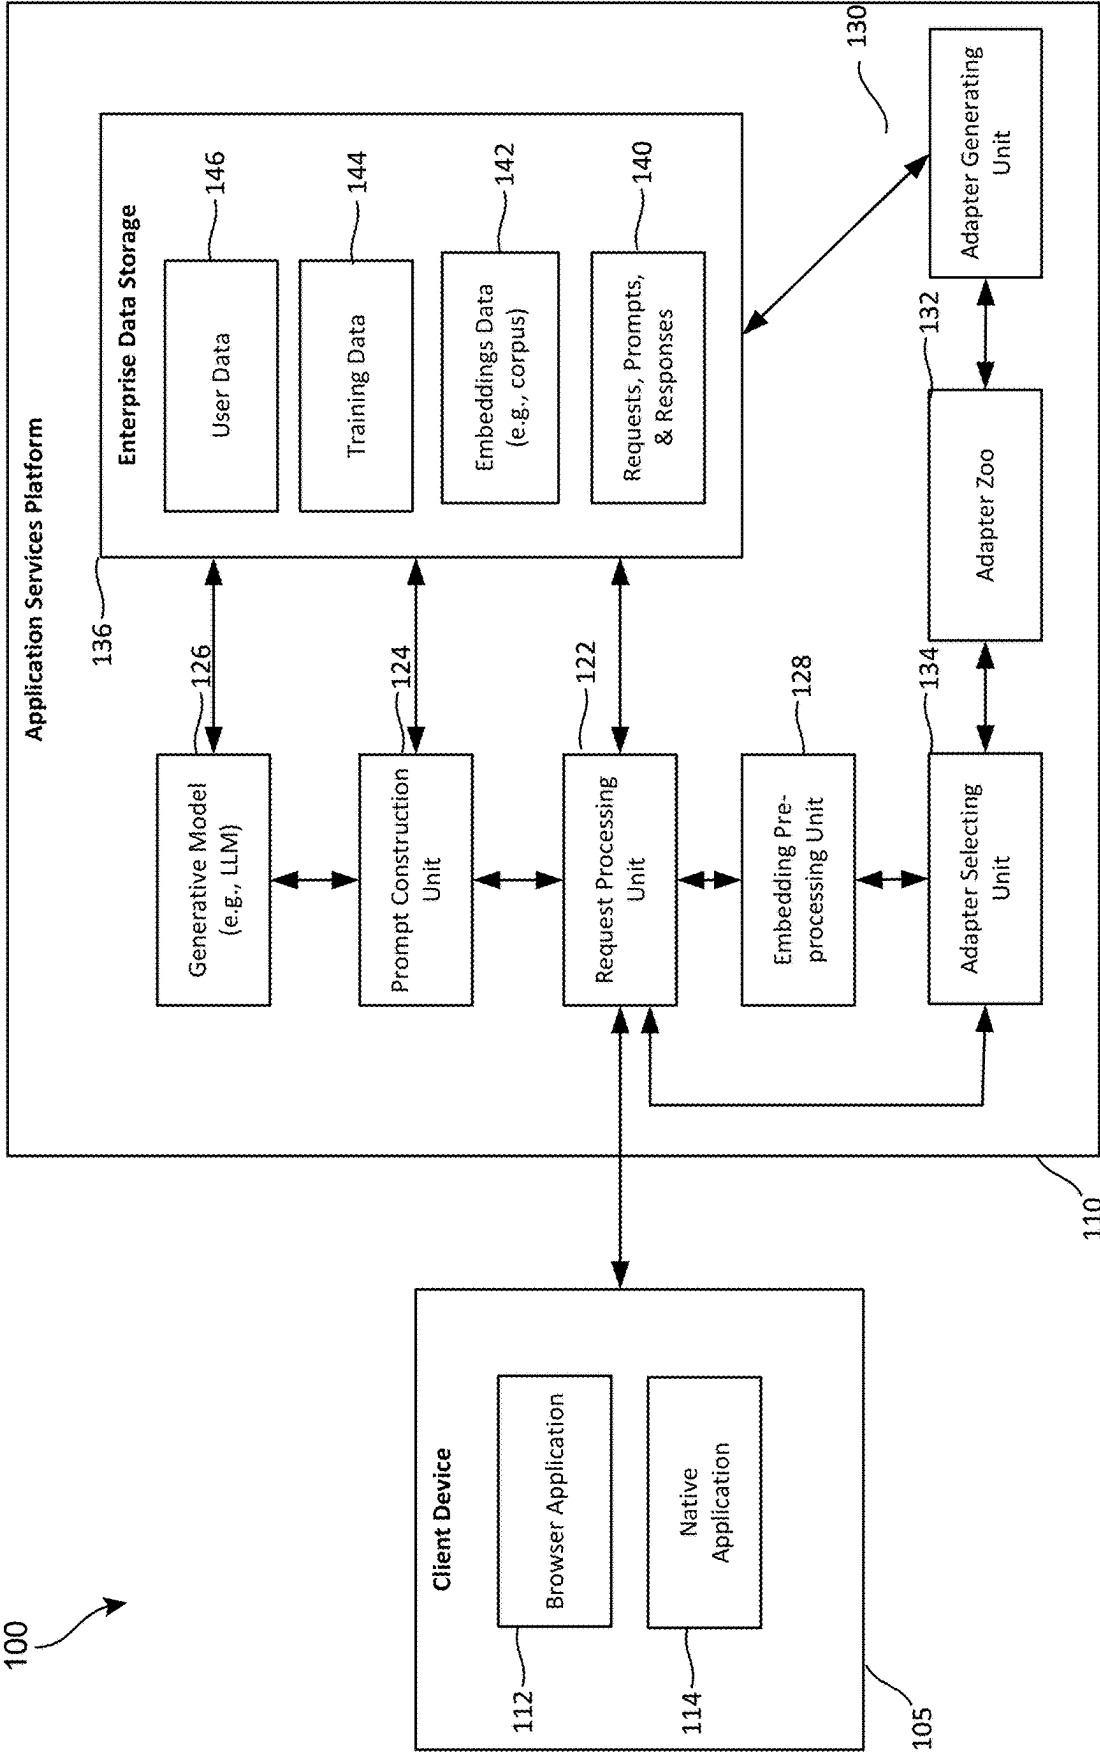 100
Application Services Platform
Generative Model
(e.g., LLM)
126
Prompt Construction
Unit
124
Request Processing
Unit
122
Embedding Pre-
processing Unit
128
Adapter Selecting
Unit
134
Adapter Zoo
132
Adapter Generating
Unit
130
136
Enterprise Data Storage
User Data
146
Training Data
144
Embeddings Data
(e.g., corpus)
142
Requests, Prompts,
& Responses
140
110
Client Device
Browser Application
112
Native
Application
114
105